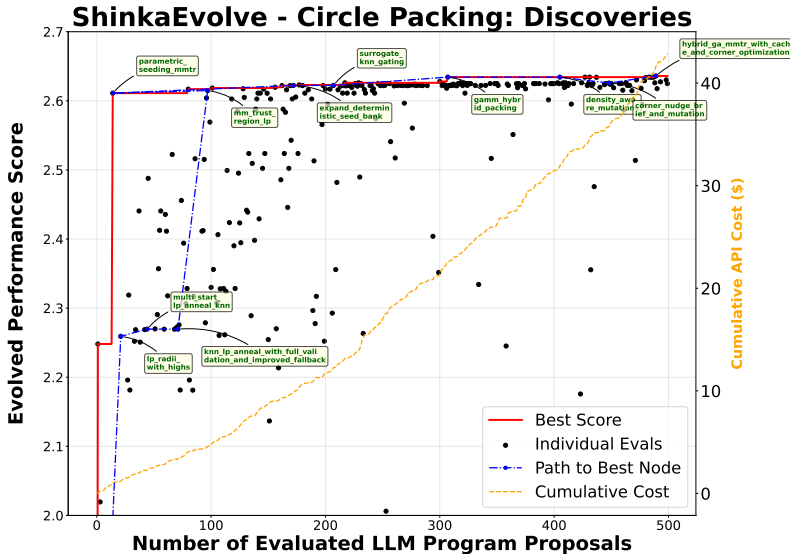 ShinkaEvolve - Circle Packing: Discoveries
Evolved Performance Score
2.7
2.6
2.5
2.4
2.3
2.2
2.1
2.0
parametric_
seeding_mmtr
surrogate_
knn_gating
hybrid_ga_mmtr_with_cach
e_and_corner_optimization
mm_trust_
region_lp
expand_determin
istic_seed_bank
gamm_hybr
id_packing
density_awa
re_mutation
corner_nudge_br
ief_and_mutation
multi_start_
lp_anneal_knn
lp_radii_
with_highs
knn_lp_anneal_with_full_vali
dation_and_improved_fallback
Best Score
Individual Evals
Path to Best Node
Cumulative Cost
40
30
20
10
0
Cumulative API Cost ($)
0
100
200
300
400
500
Number of Evaluated LLM Program Proposals